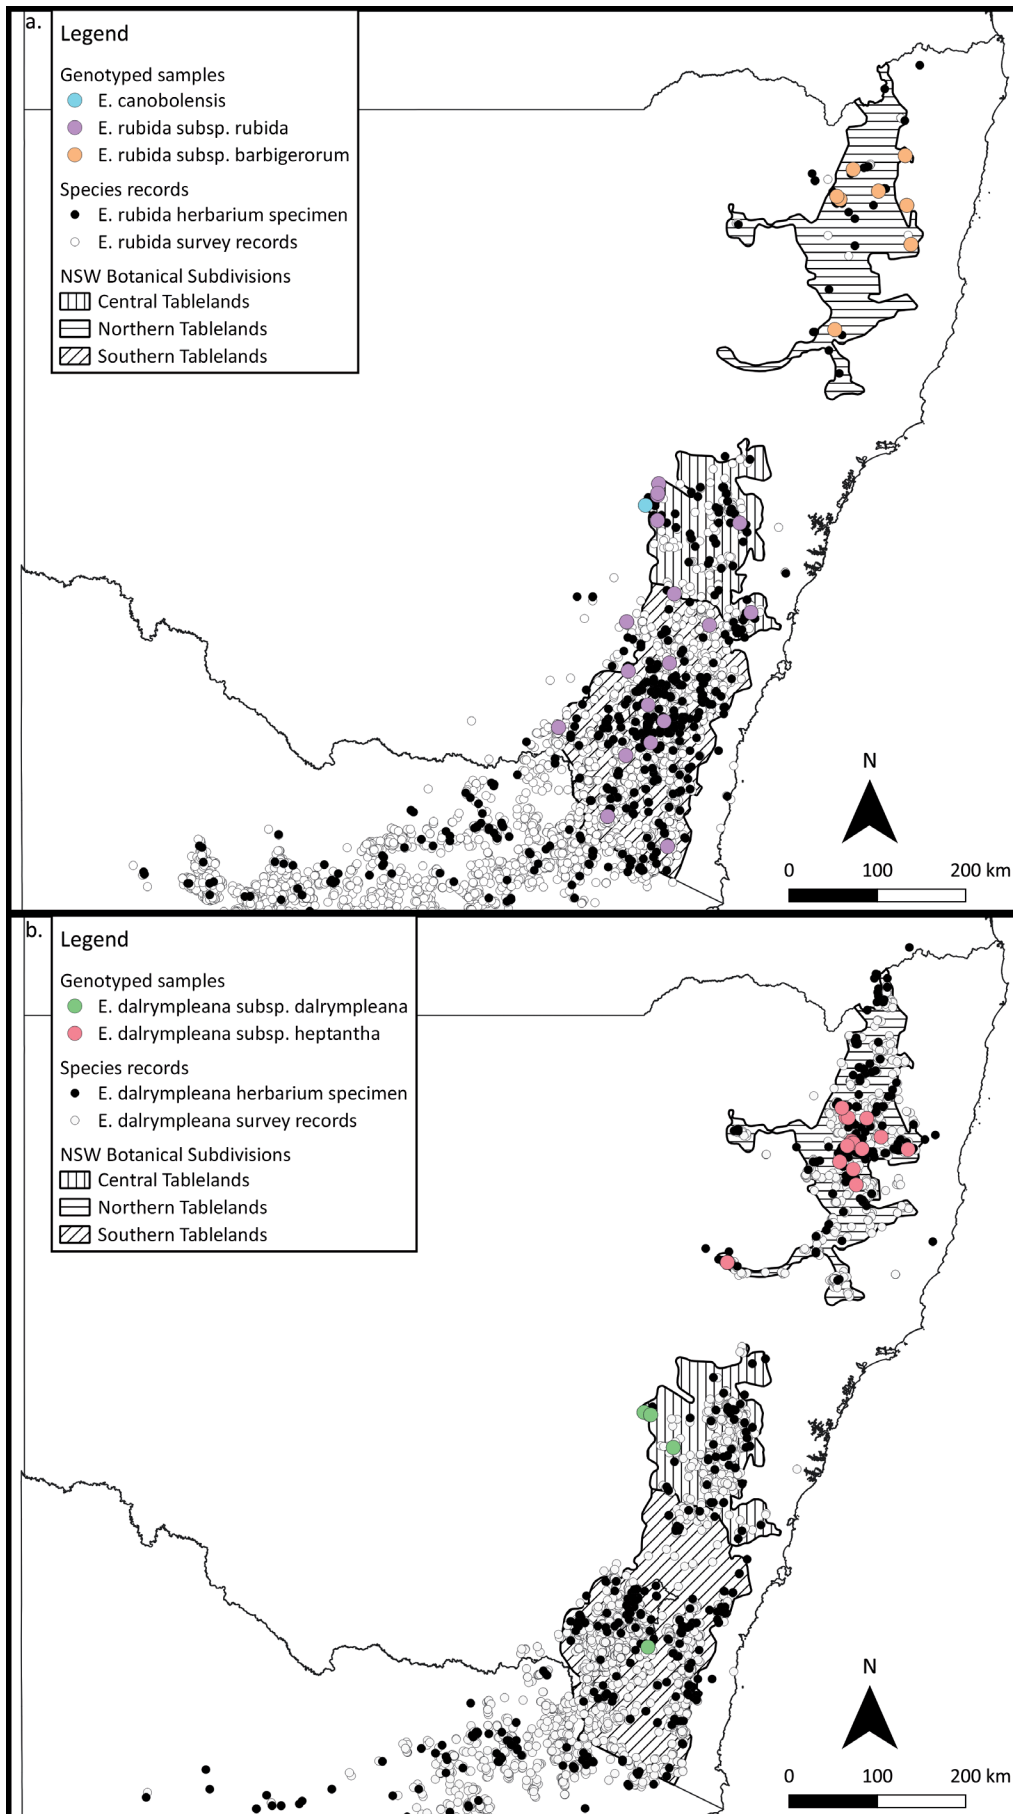 a.
Legend
Genotyped samples
E. canobolensis
E. rubida subsp. rubida
E. rubida subsp. barbigerorum
Species records
E. rubida herbarium specimen
E. rubida survey records
NSW Botanical Subdivisions
Central Tablelands
Northern Tablelands
Southern Tablelands
N
0 100 200 km
b.
Legend
Genotyped samples
E. dalrympleana subsp. dalrympleana
E. dalrympleana subsp. heptantha
Species records
E. dalrympleana herbarium specimen
E. dalrympleana survey records
NSW Botanical Subdivisions
Central Tablelands
Northern Tablelands
Southern Tablelands
N
0 100 200 km